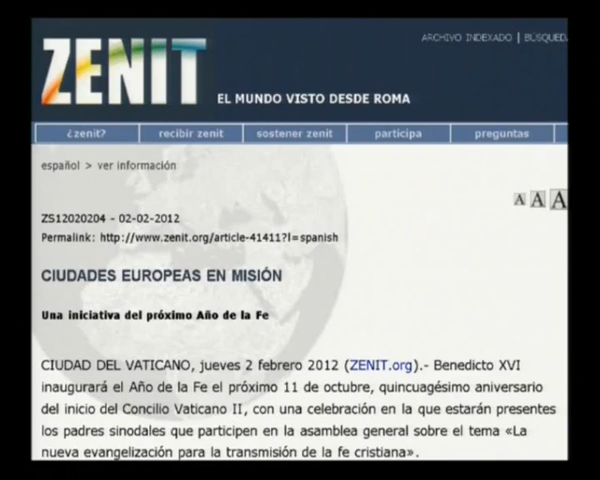 ZENIT
ARCHIVO INDEXADO | BÚSQUED
EL MUNDO VISTO DESDE ROMA
¿zenit? | recibir zenit | sostener zenit | participa | preguntas
español > ver información
A A A
ZS12020204 - 02-02-2012
Permalink: http://www.zenit.org/article-41411?l=spanish
CIUDADES EUROPEAS EN MISIÓN
Una iniciativa del próximo Año de la Fe
CIUDAD DEL VATICANO, jueves 2 febrero 2012 (ZENIT.org).- Benedicto XVI
inaugurará el Año de la Fe el próximo 11 de octubre, quincuagésimo aniversario
del inicio del Concilio Vaticano II, con una celebración en la que estarán presentes
los padres sinodales que participen en la asamblea general sobre el tema «La
nueva evangelización para la transmisión de la fe cristiana».